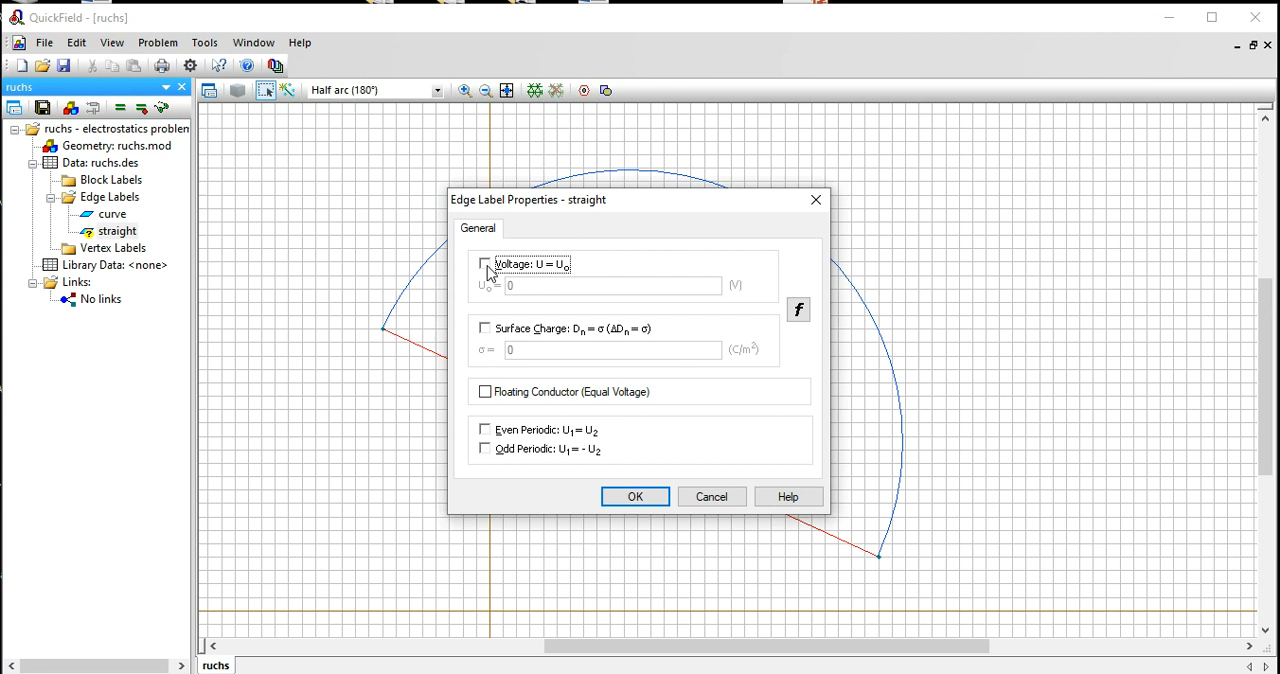 QuickField - [ruchs]
File Edit View Problem Tools Window Help
ruchs
Half arc (180°)
ruchs - electrostatics problem
Geometry: ruchs.mod
Data: ruchs.des
Block Labels
Edge Labels
curve
straight
Vertex Labels
Library Data: <none>
Links:
No links
Edge Label Properties - straight
General
Voltage: U = U₀
U₀ = 0 (V)
f
Surface Charge: Dn = σ (ΔDn = σ)
σ = 0 (C/m²)
Floating Conductor (Equal Voltage)
Even Periodic: U₁ = U₂
Odd Periodic: U₁ = - U₂
OK Cancel Help
ruchs